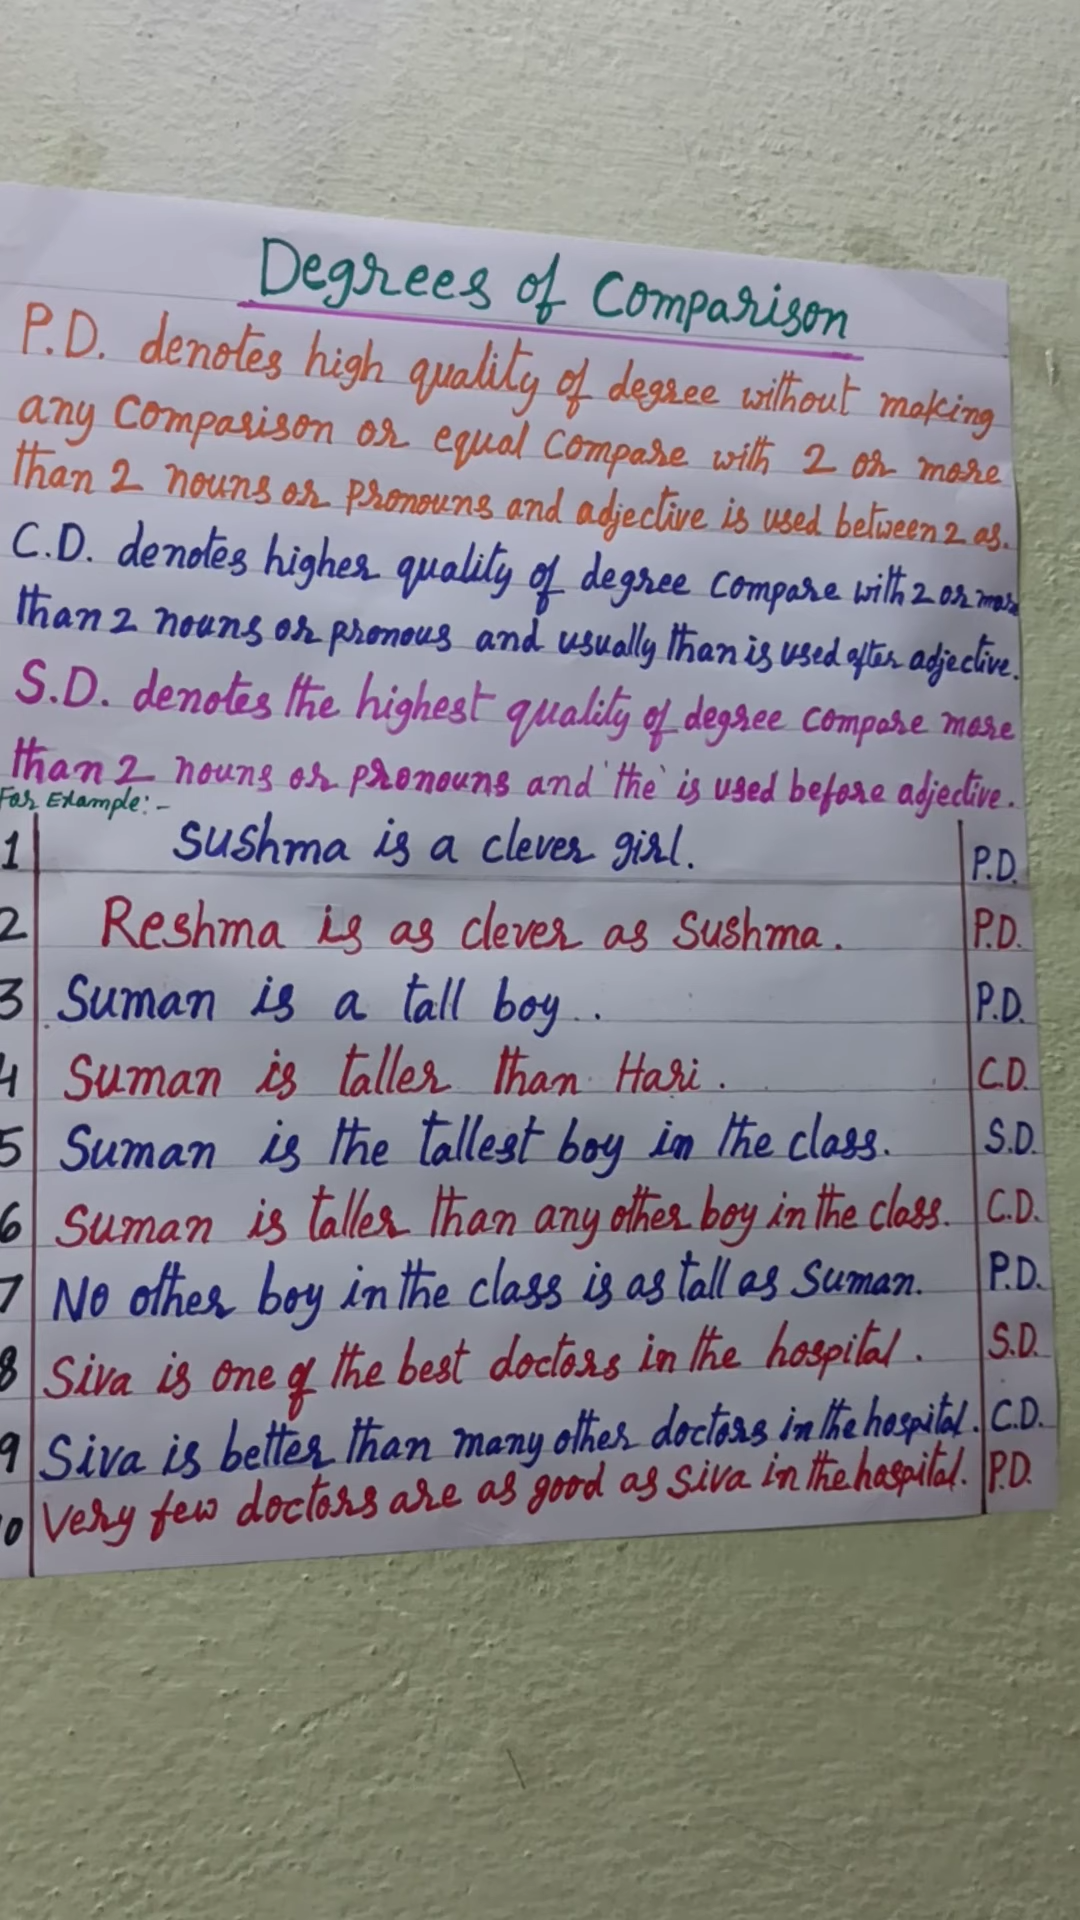 Degrees of Comparison
P.D. denotes high quality of degree without making
any Comparison or equal Compare with 2 or more
than 2 nouns or pronouns and adjective is used between 2 as.
C.D. denotes higher quality of degree compare with 2 or more
than 2 nouns or pronous and usually than is used after adjective.
S.D. denotes the highest quality of degree compare more
than 2 nouns or pronouns and 'the' is used before adjective.
For Example:-
1 Sushma is a clever girl. P.D.
2 Reshma is as clever as Sushma. P.D.
3 Suman is a tall boy.. P.D.
4 Suman is taller than Hari. C.D.
5 Suman is the tallest boy in the class. S.D.
6 Suman is taller than any other boy in the class. C.D.
7 No other boy in the class is as tall as Suman. P.D.
8 Siva is one of the best doctors in the hospital. S.D.
9 Siva is better than many other doctors in the hospital. C.D.
0 Very few doctors are as good as Siva in the hospital. P.D.